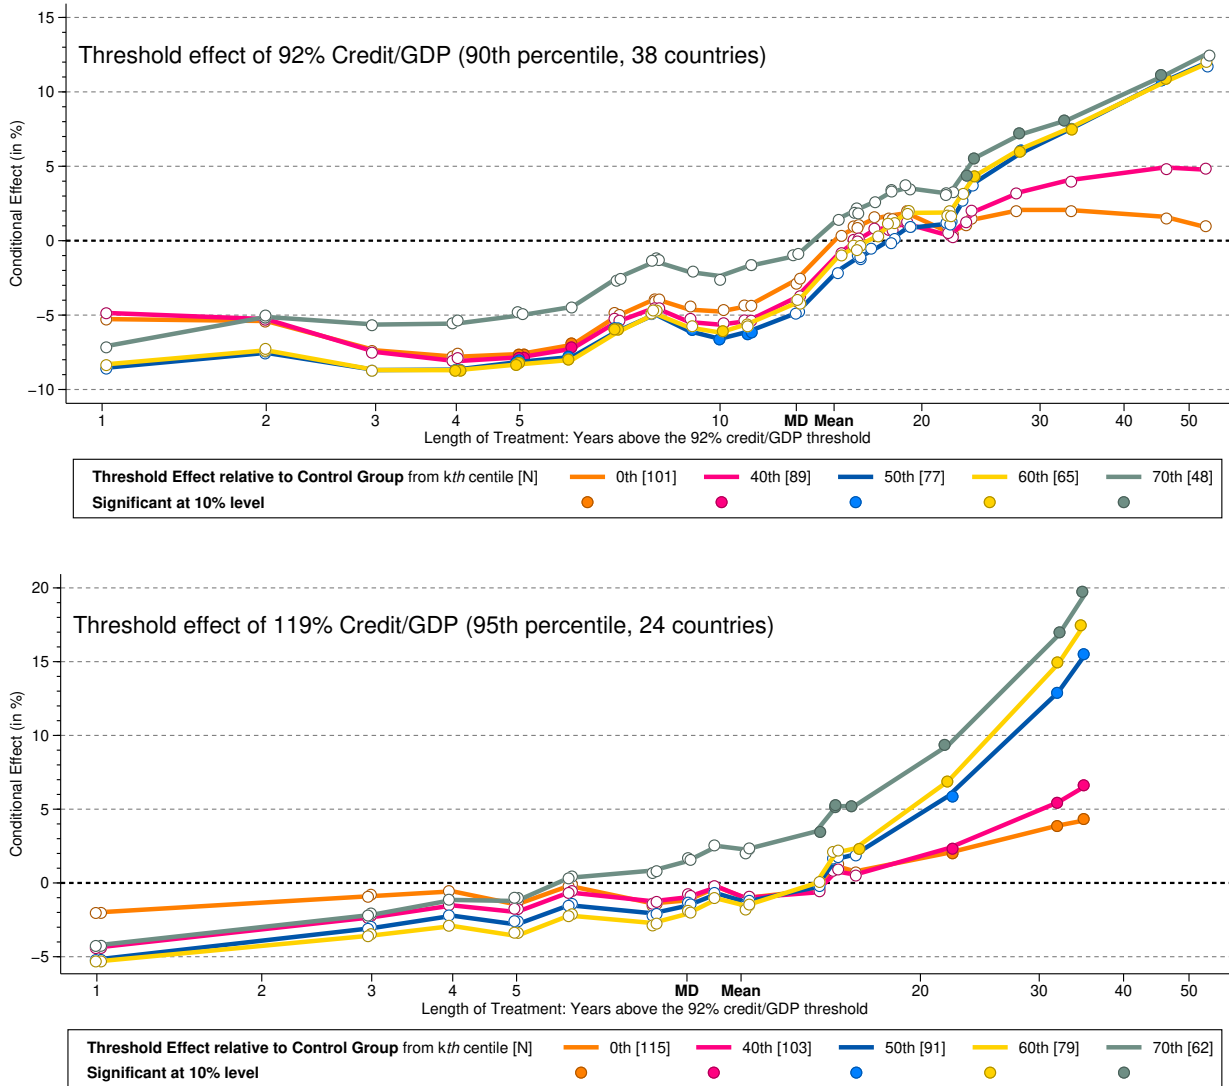 Threshold effect of 92% Credit/GDP (90th percentile, 38 countries)
Conditional Effect (in %)
15
10
5
0
−5
−10
1 2 3 4 5 10 MD Mean 20 30 40 50
Length of Treatment: Years above the 92% credit/GDP threshold
Threshold Effect relative to Control Group from kth centile [N] 0th [101] 40th [89] 50th [77] 60th [65] 70th [48]
Significant at 10% level
Threshold effect of 119% Credit/GDP (95th percentile, 24 countries)
Conditional Effect (in %)
20
15
10
5
0
−5
1 2 3 4 5 MD Mean 20 30 40 50
Length of Treatment: Years above the 92% credit/GDP threshold
Threshold Effect relative to Control Group from kth centile [N] 0th [115] 40th [103] 50th [91] 60th [79] 70th [62]
Significant at 10% level